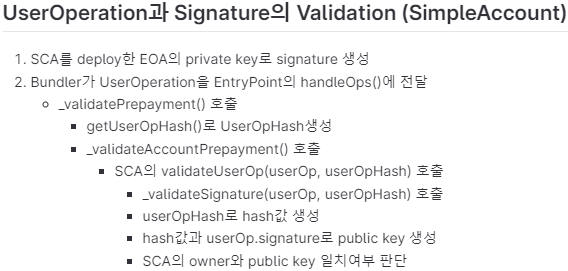 UserOperation과 Signature의 Validation (SimpleAccount)
1. SCA를 deploy한 EOA의 private key로 signature 생성
2. Bundler가 UserOperation을 EntryPoint의 handleOps()에 전달
_validatePrepayment() 호출
getUserOpHash()로 UserOpHash생성
_validateAccountPrepayment() 호출
SCA의 validateUserOp(userOp, userOpHash) 호출
_validateSignature(userOp, userOpHash) 호출
userOpHash로 hash값 생성
hash값과 userOp.signature로 public key 생성
SCA의 owner와 public key 일치여부 판단